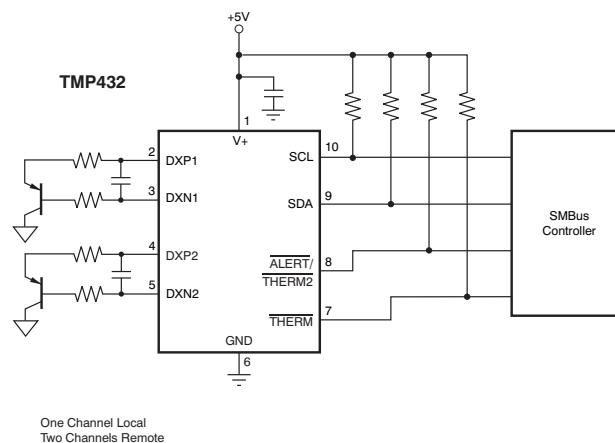 +5V
TMP432
1
V+
2
DXP1
3
DXN1
4
DXP2
5
DXN2
SCL
10
SDA
9
ALERT/
THERM2
8
THERM
7
GND
6
SMBus
Controller
One Channel Local
Two Channels Remote